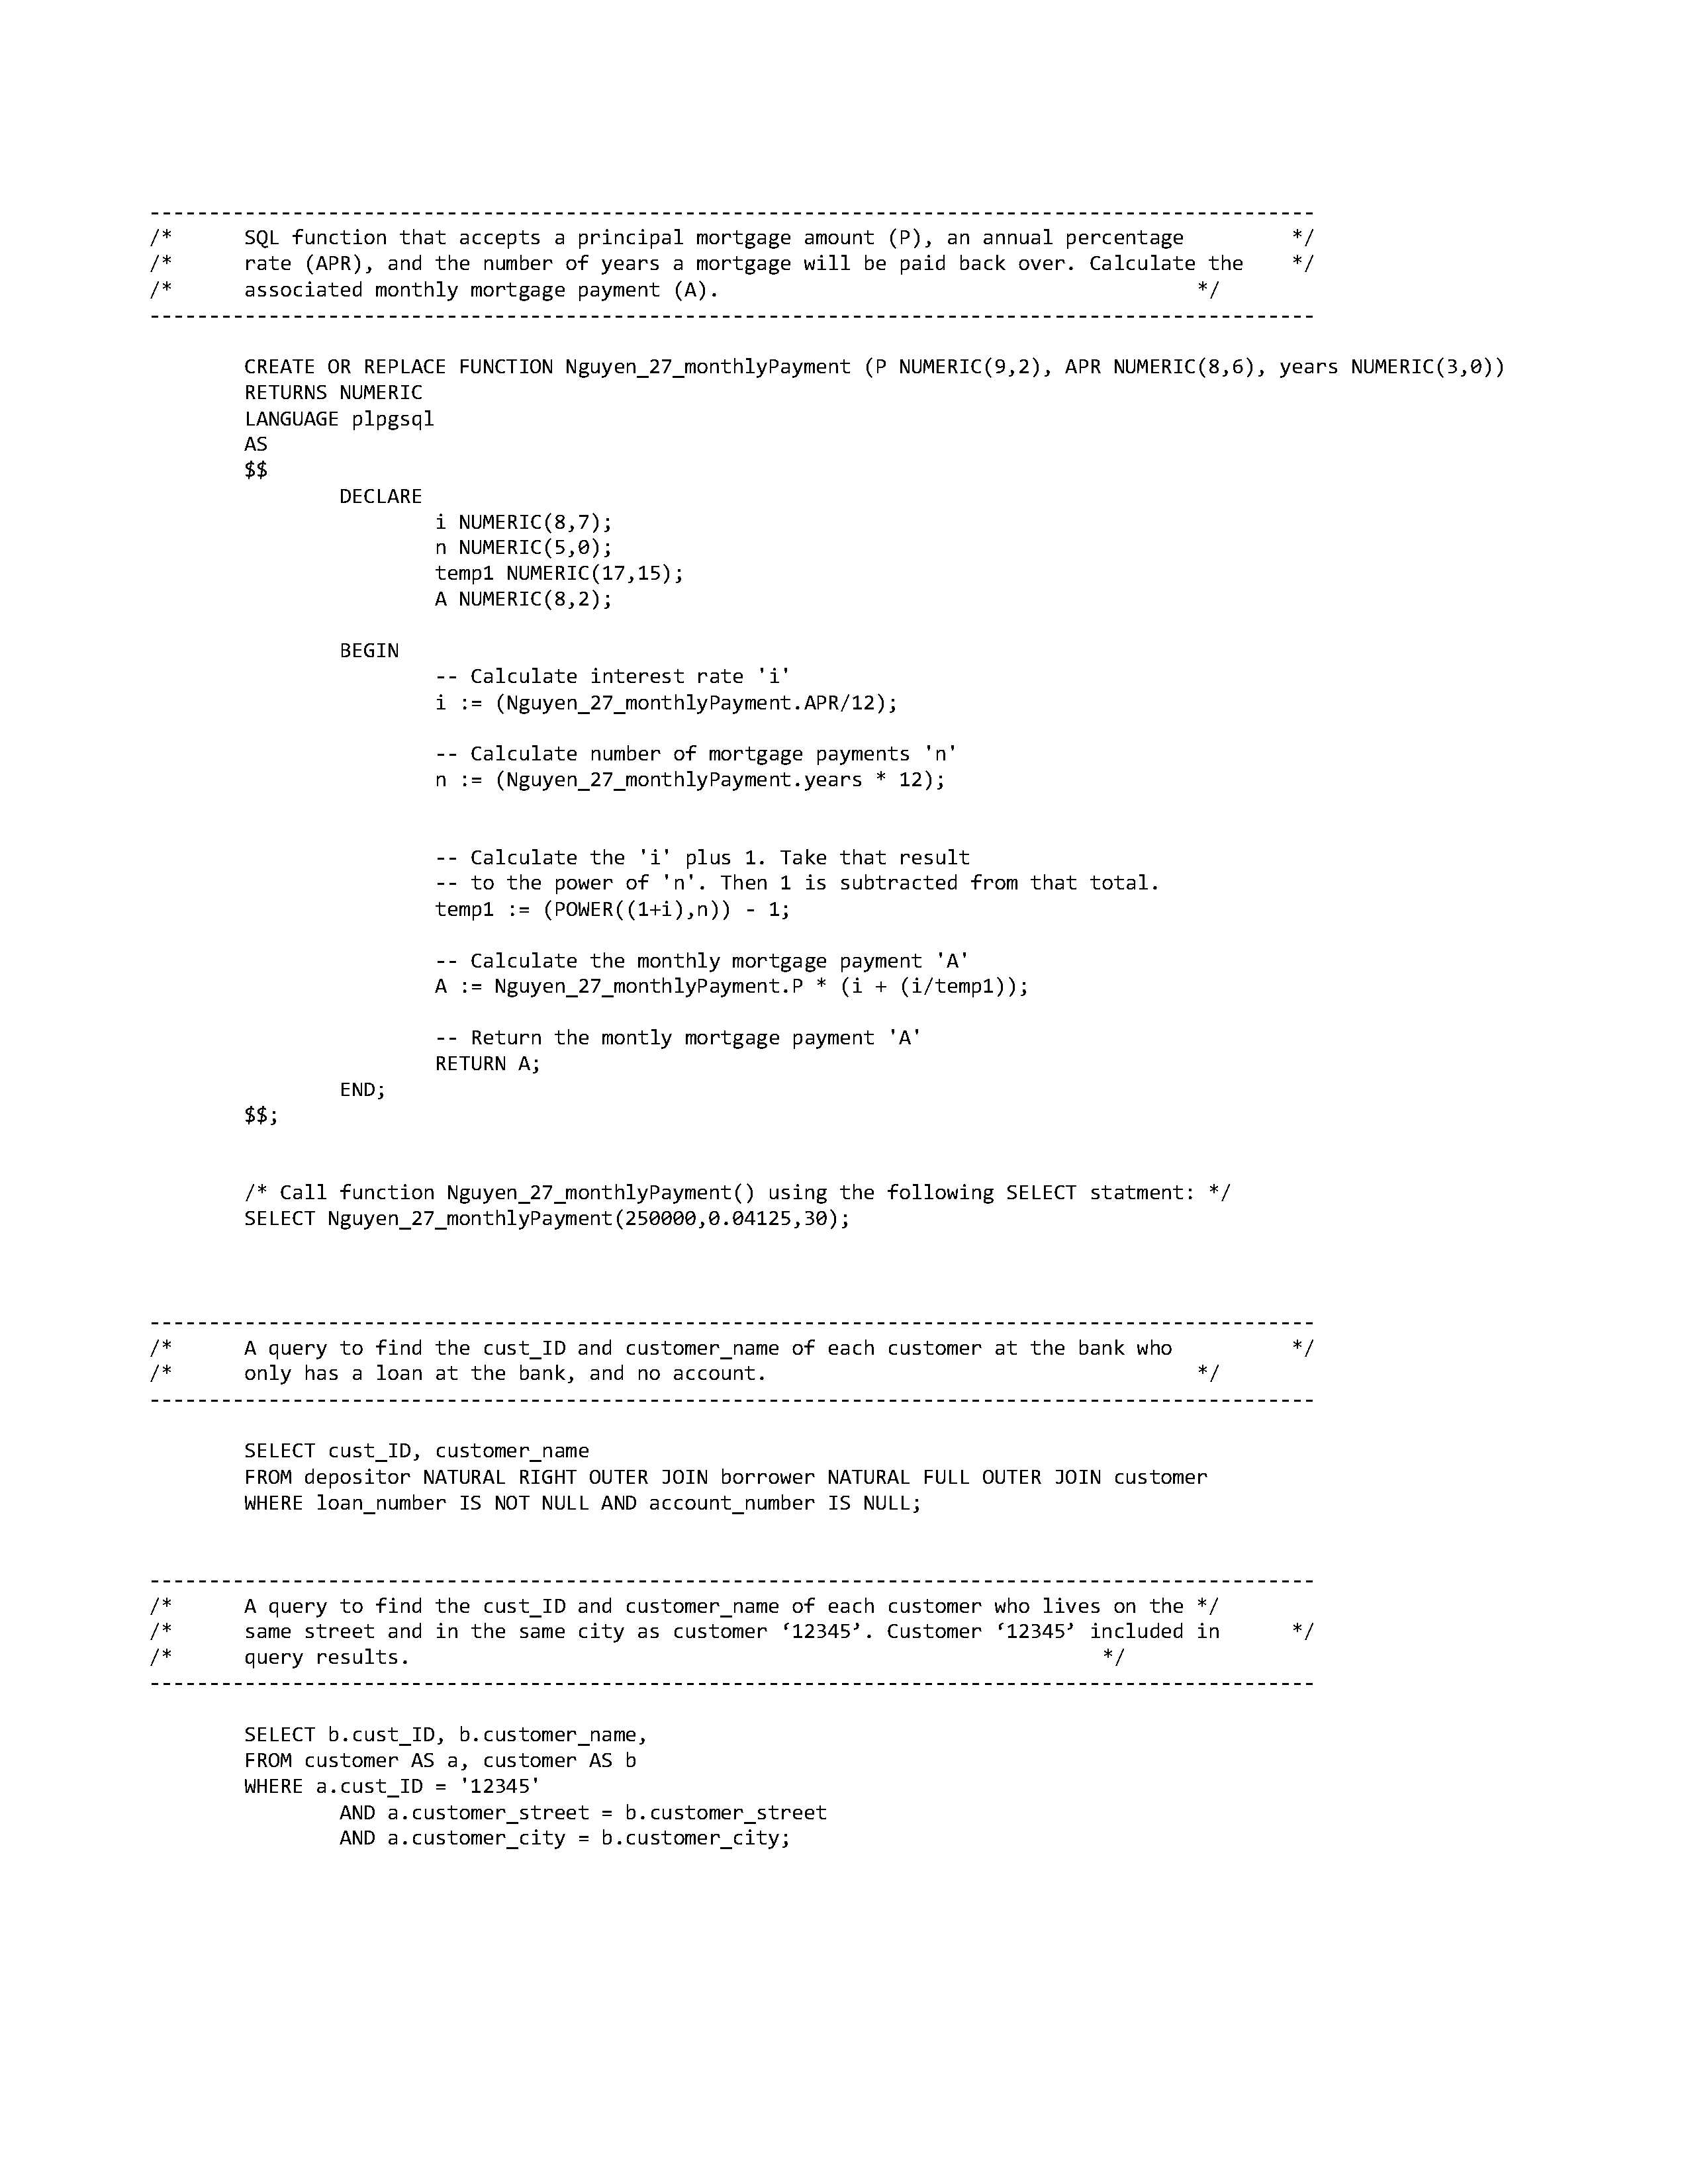 --------------------------------------------------------------------------------------------------
/*      SQL function that accepts a principal mortgage amount (P), an annual percentage         */
/*      rate (APR), and the number of years a mortgage will be paid back over. Calculate the    */
/*      associated monthly mortgage payment (A).                                        */
--------------------------------------------------------------------------------------------------
CREATE OR REPLACE FUNCTION Nguyen_27_monthlyPayment (P NUMERIC(9,2), APR NUMERIC(8,6), years NUMERIC(3,0))
RETURNS NUMERIC
LANGUAGE plpgsql
AS
$$
DECLARE
i NUMERIC(8,7);
n NUMERIC(5,0);
temp1 NUMERIC(17,15);
A NUMERIC(8,2);
BEGIN
-- Calculate interest rate 'i'
i := (Nguyen_27_monthlyPayment.APR/12);
-- Calculate number of mortgage payments 'n'
n := (Nguyen_27_monthlyPayment.years * 12);
-- Calculate the 'i' plus 1. Take that result
-- to the power of 'n'. Then 1 is subtracted from that total.
temp1 := (POWER((1+i),n)) - 1;
-- Calculate the monthly mortgage payment 'A'
A := Nguyen_27_monthlyPayment.P * (i + (i/temp1));
-- Return the montly mortgage payment 'A'
RETURN A;
END;
$$;
/* Call function Nguyen_27_monthlyPayment() using the following SELECT statment: */
SELECT Nguyen_27_monthlyPayment(250000,0.04125,30);
--------------------------------------------------------------------------------------------------
/*      A query to find the cust_ID and customer_name of each customer at the bank who          */
/*      only has a loan at the bank, and no account.                                    */
--------------------------------------------------------------------------------------------------
SELECT cust_ID, customer_name
FROM depositor NATURAL RIGHT OUTER JOIN borrower NATURAL FULL OUTER JOIN customer
WHERE loan_number IS NOT NULL AND account_number IS NULL;
--------------------------------------------------------------------------------------------------
/*      A query to find the cust_ID and customer_name of each customer who lives on the */
/*      same street and in the same city as customer ‘12345’. Customer ‘12345’ included in      */
/*      query results.                                                          */
--------------------------------------------------------------------------------------------------
SELECT b.cust_ID, b.customer_name,
FROM customer AS a, customer AS b
WHERE a.cust_ID = '12345'
AND a.customer_street = b.customer_street
AND a.customer_city = b.customer_city;